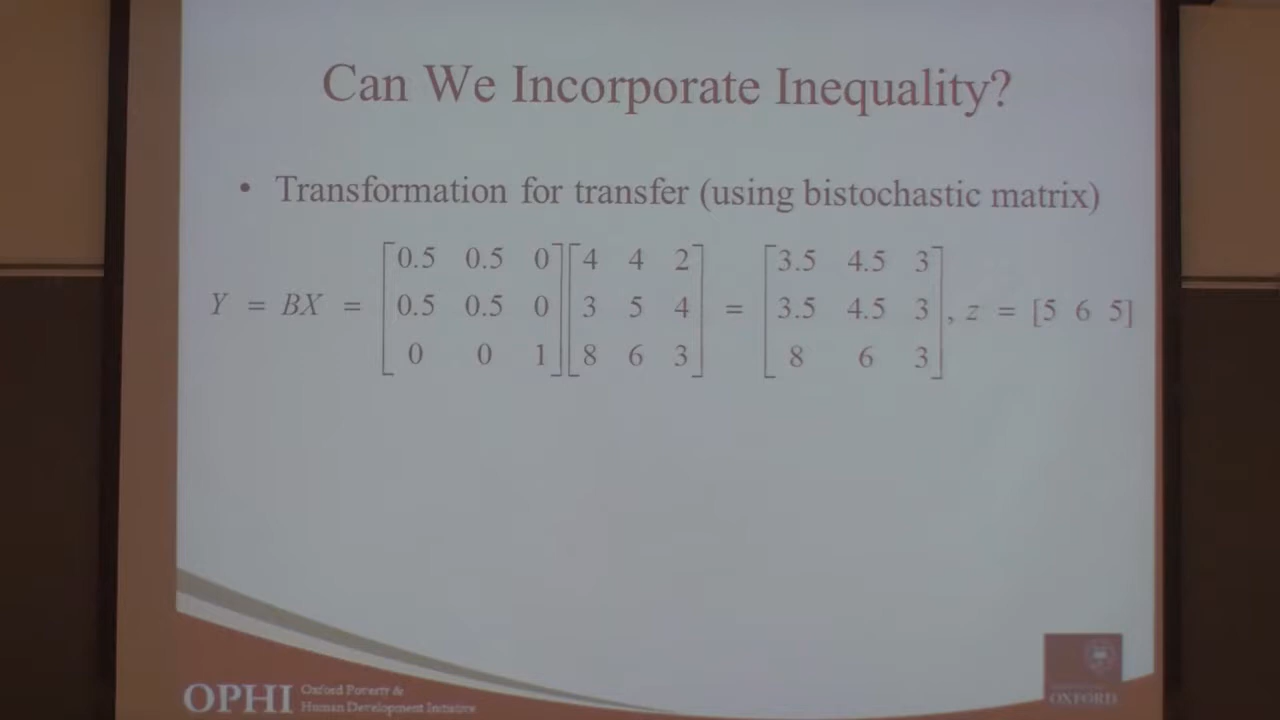 Can We Incorporate Inequality?
• Transformation for transfer (using bistochastic matrix)
Y = BX = [0.5 0.5 0; 0.5 0.5 0; 0 0 1] [4 4 2; 3 5 4; 8 6 3] = [3.5 4.5 3; 3.5 4.5 3; 8 6 3], z = [5 6 5]
OPHI Oxford Poverty &
Human Development Initiative
OXFORD